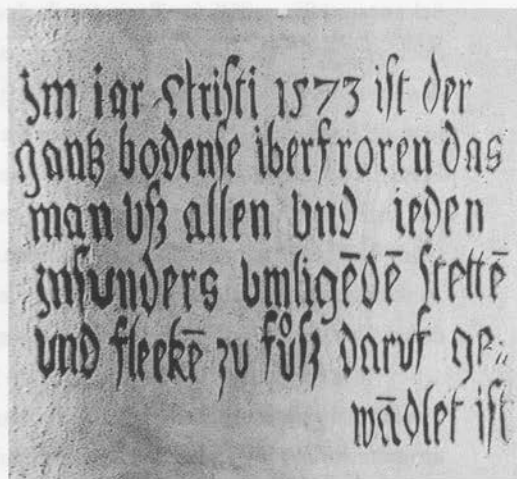 Im iar Christi 1573 ist der
gantz bodense iberfroren das
man vß allen vnd ieden
insunders vmligēdē stettē
vnd fleckē zu fůsz daruf ge⸗
wādlet ist